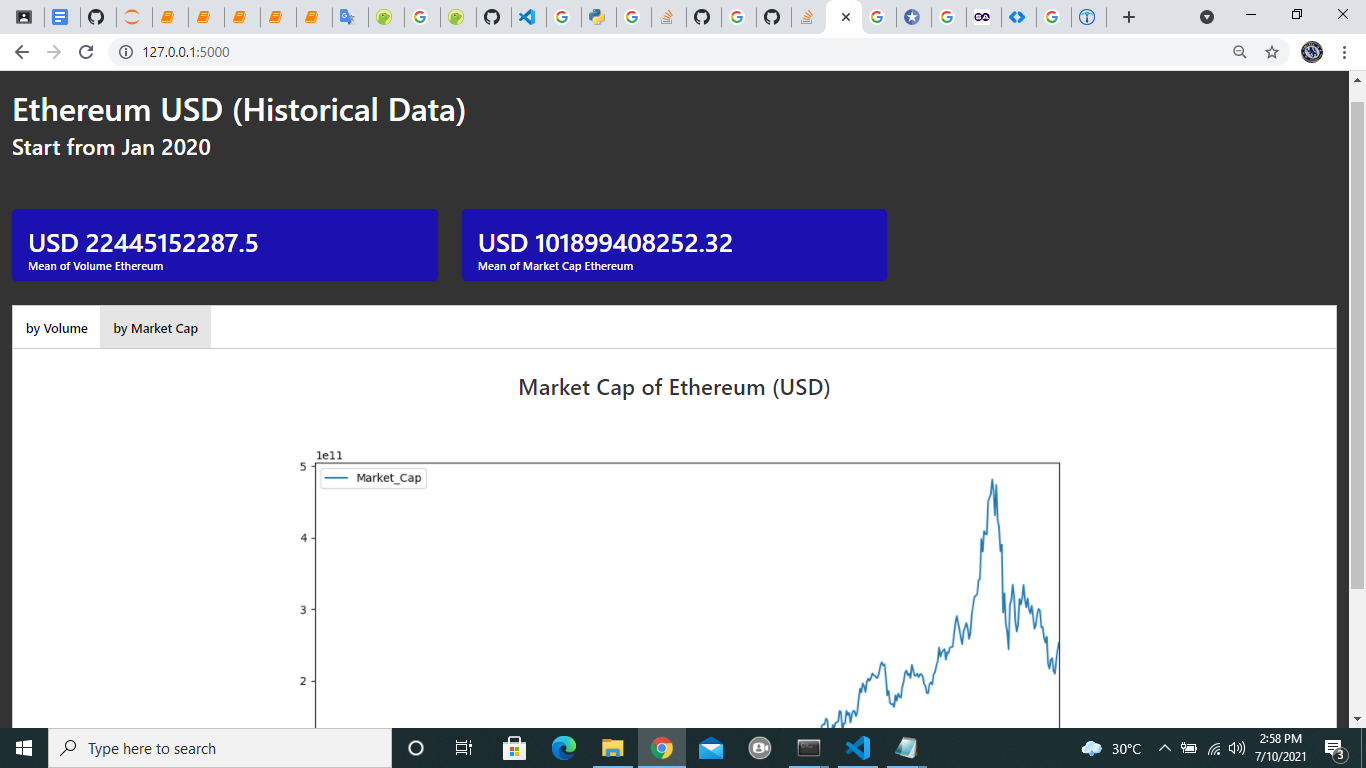 127.0.0.1:5000
Ethereum USD (Historical Data)
Start from Jan 2020
USD 22445152287.5
Mean of Volume Ethereum
USD 101899408252.32
Mean of Market Cap Ethereum
by Volume
by Market Cap
Market Cap of Ethereum (USD)
1e11
Market_Cap
5
4
3
2
Type here to search
30°C
2:58 PM
7/10/2021
3